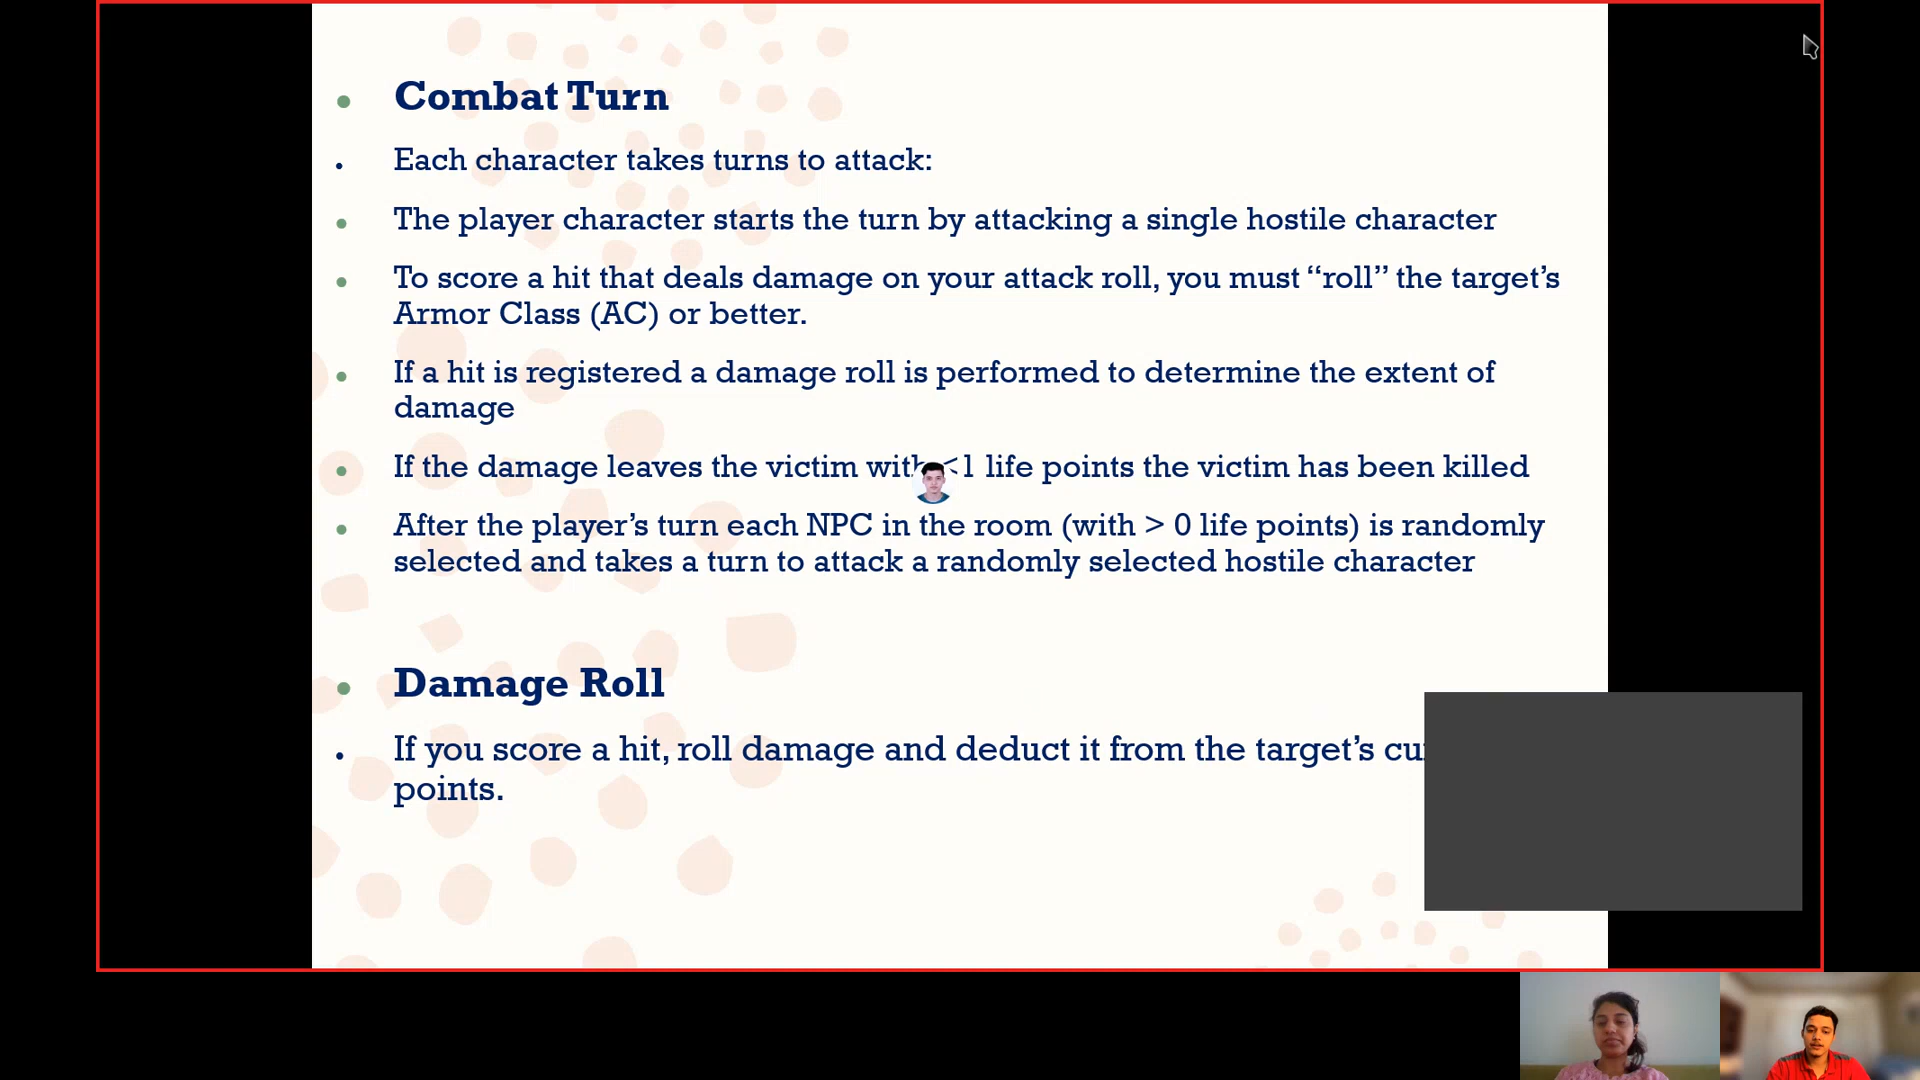 Combat Turn
Each character takes turns to attack:
The player character starts the turn by attacking a single hostile character
To score a hit that deals damage on your attack roll, you must “roll” the target’s
Armor Class (AC) or better.
If a hit is registered a damage roll is performed to determine the extent of
damage
If the damage leaves the victim with <1 life points the victim has been killed
After the player’s turn each NPC in the room (with > 0 life points) is randomly
selected and takes a turn to attack a randomly selected hostile character
Damage Roll
If you score a hit, roll damage and deduct it from the target’s
points.